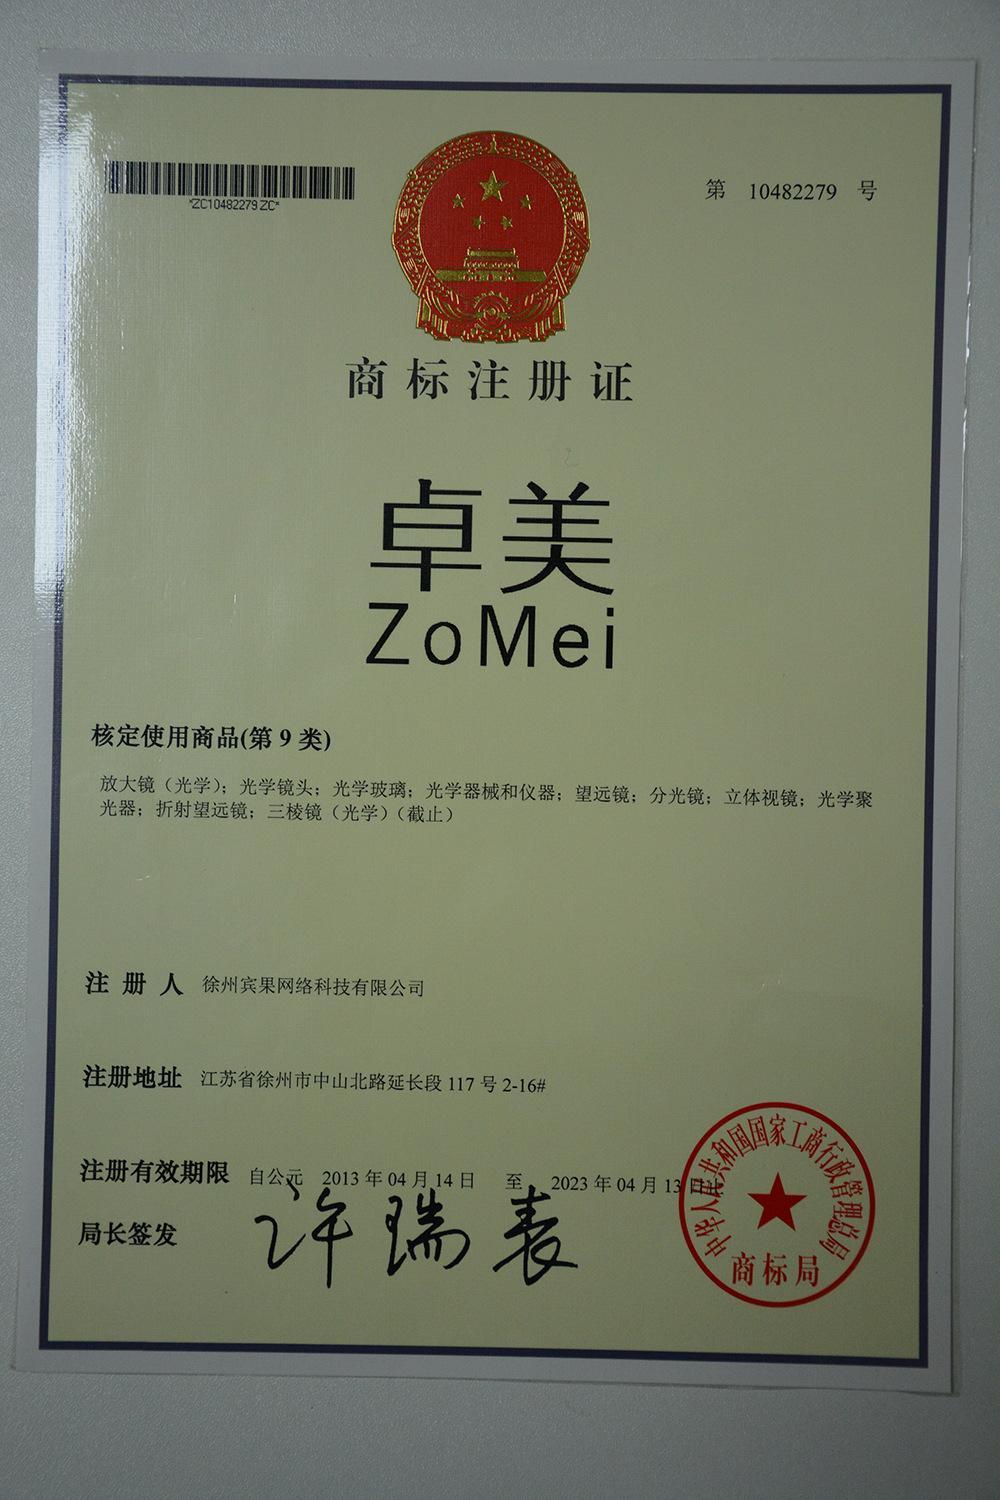 *ZC10482279 ZC*
第 10482279 号
商标注册证
卓美
ZoMei
核定使用商品(第 9 类)
放大镜（光学）；光学镜头；光学玻璃；光学器械和仪器；望远镜；分光镜；立体视镜；光学聚
光器；折射望远镜；三棱镜（光学）（截止）
注 册 人 徐州宾果网络科技有限公司
注册地址 江苏省徐州市中山北路延长段 117 号 2-16#
注册有效期限 自公元 2013 年 04 月 14 日 至 2023 年 04 月 13 日止
局长签发 许瑞表
中华人民共和国国家工商行政管理总局
商标局